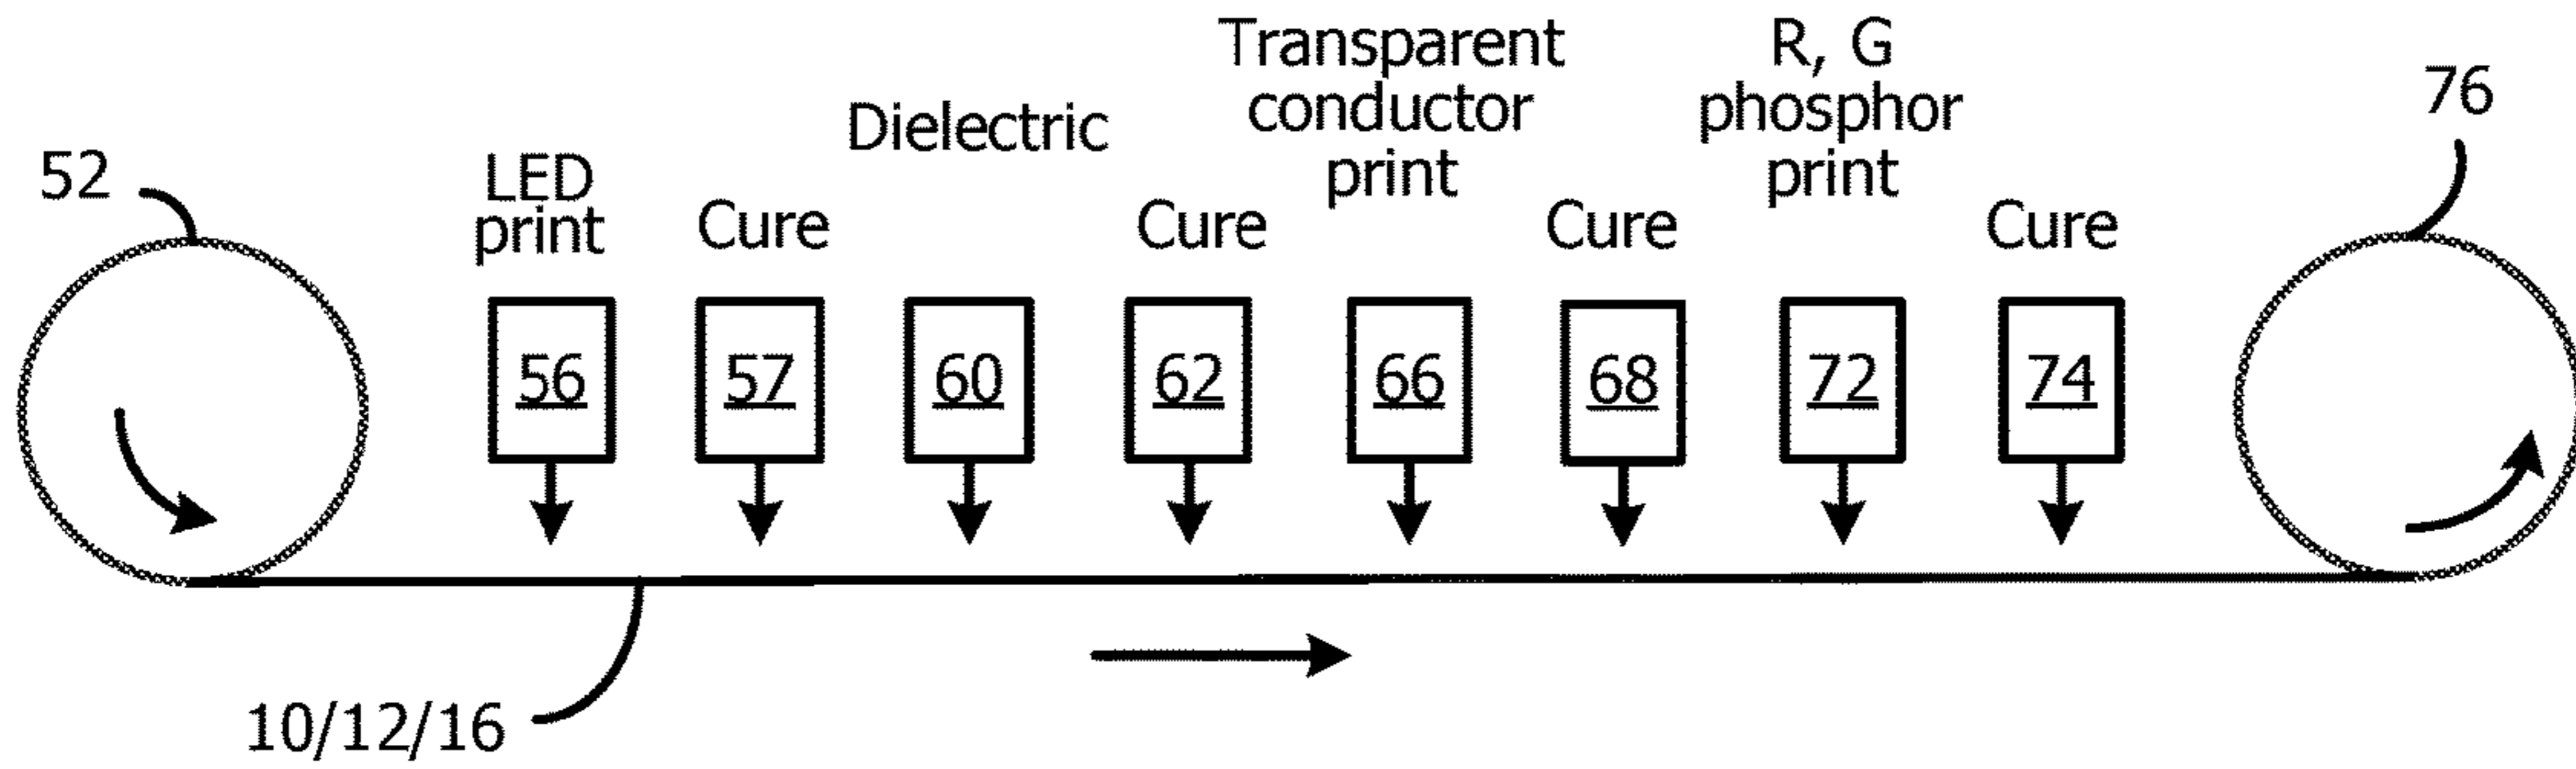 52
LED
print
Cure
Dielectric
Cure
Transparent
conductor
print
Cure
R, G
phosphor
print
Cure
76
56
57
60
62
66
68
72
74
10/12/16